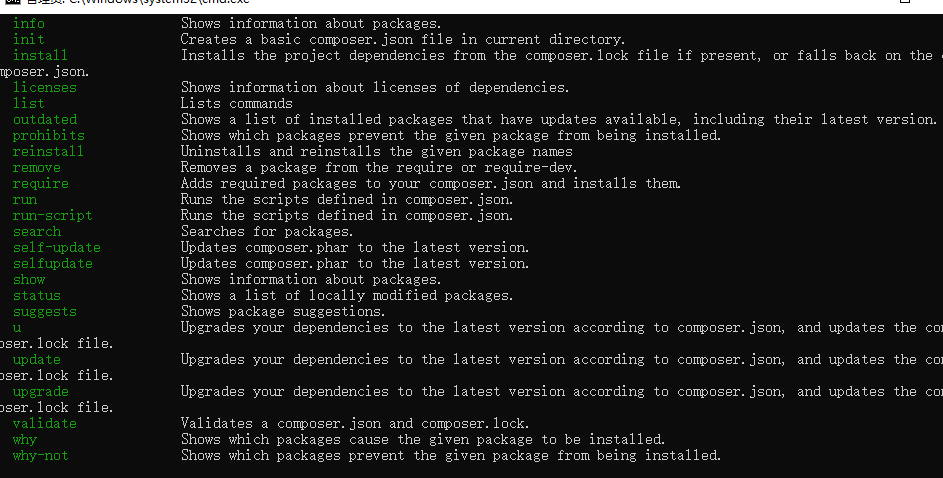 管理员: C:\Windows\system32\cmd.exe
info Shows information about packages.
init Creates a basic composer.json file in current directory.
install Installs the project dependencies from the composer.lock file if present, or falls back on the
mposer.json.
licenses Shows information about licenses of dependencies.
list Lists commands
outdated Shows a list of installed packages that have updates available, including their latest version.
prohibits Shows which packages prevent the given package from being installed.
reinstall Uninstalls and reinstalls the given package names
remove Removes a package from the require or require-dev.
require Adds required packages to your composer.json and installs them.
run Runs the scripts defined in composer.json.
run-script Runs the scripts defined in composer.json.
search Searches for packages.
self-update Updates composer.phar to the latest version.
selfupdate Updates composer.phar to the latest version.
show Shows information about packages.
status Shows a list of locally modified packages.
suggests Shows package suggestions.
u Upgrades your dependencies to the latest version according to composer.json, and updates the com
poser.lock file.
update Upgrades your dependencies to the latest version according to composer.json, and updates the com
poser.lock file.
upgrade Upgrades your dependencies to the latest version according to composer.json, and updates the com
poser.lock file.
validate Validates a composer.json and composer.lock.
why Shows which packages cause the given package to be installed.
why-not Shows which packages prevent the given package from being installed.